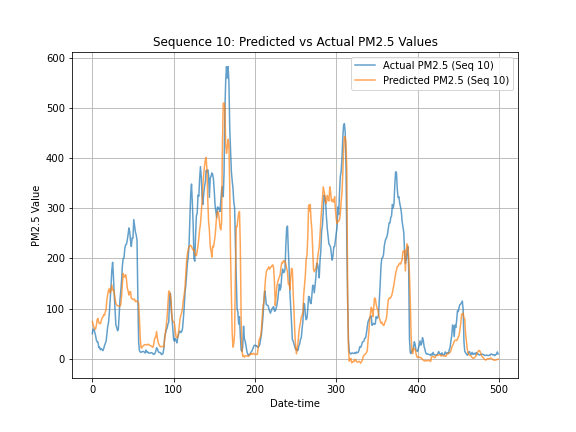 Sequence 10: Predicted vs Actual PM2.5 Values
Actual PM2.5 (Seq 10)
Predicted PM2.5 (Seq 10)
600
500
400
300
200
100
0
PM2.5 Value
0 100 200 300 400 500
Date-time